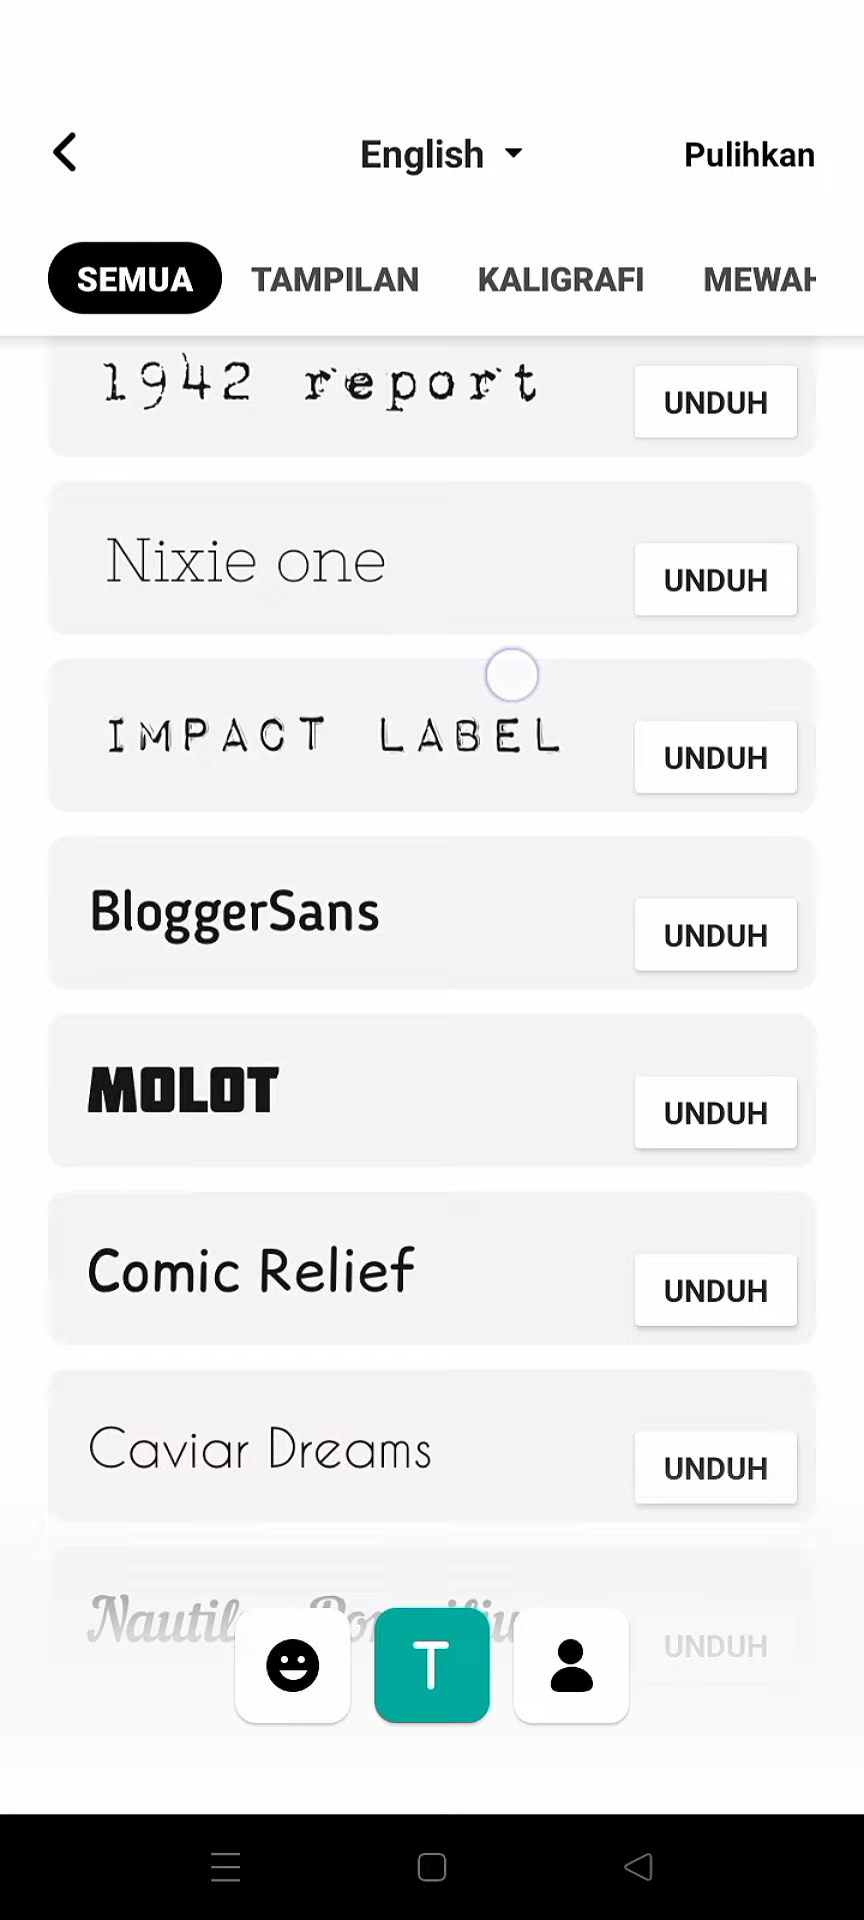 English Pulihkan
SEMUA TAMPILAN KALIGRAFI MEWAH
1942 report UNDUH
Nixie one UNDUH
IMPACT LABEL UNDUH
BloggerSans UNDUH
MOLOT UNDUH
Comic Relief UNDUH
Caviar Dreams UNDUH
UNDUH
T